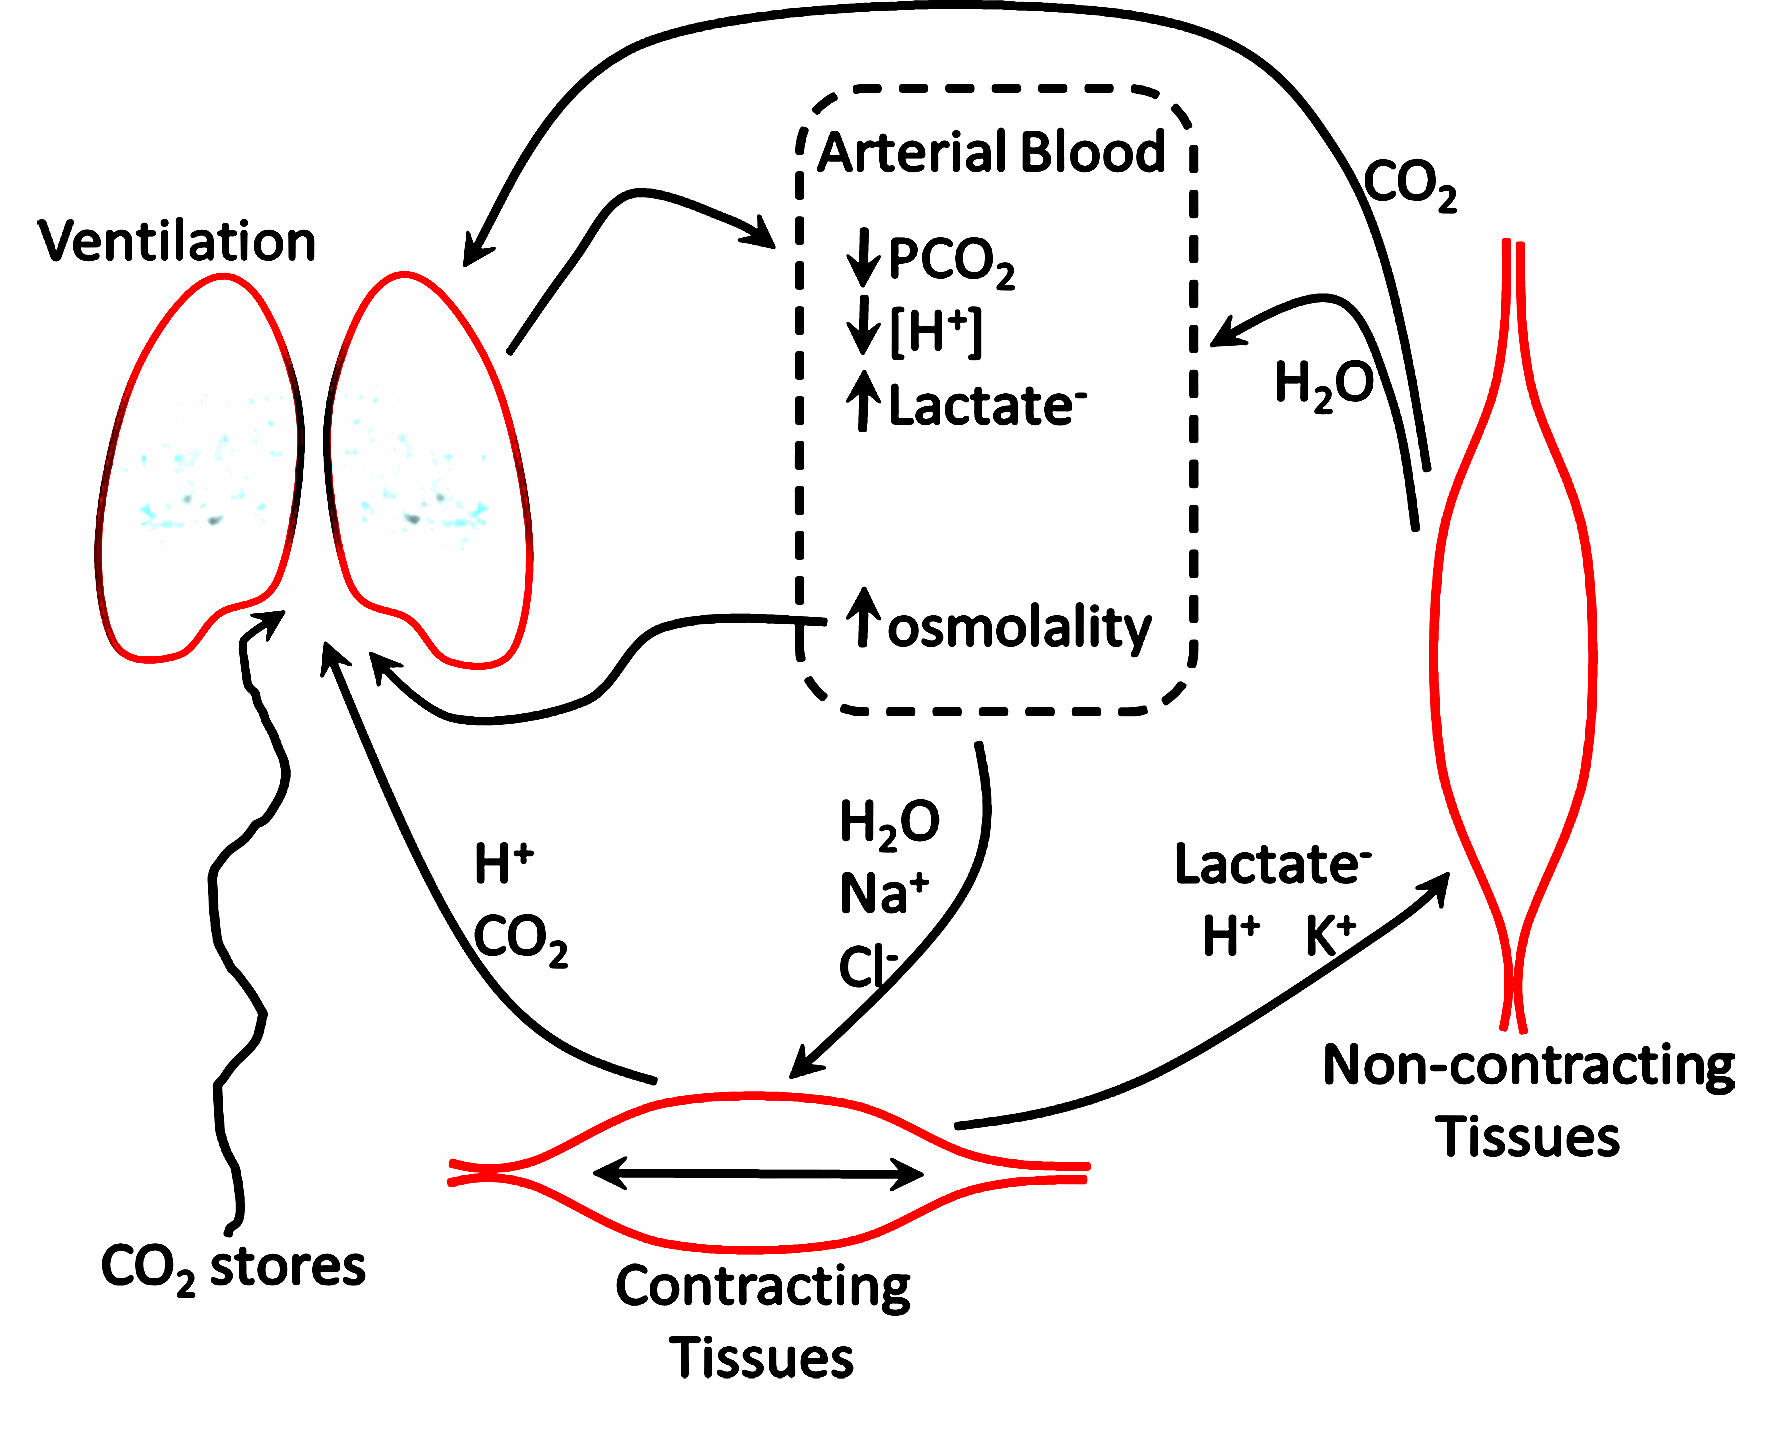 Arterial Blood
↓PCO₂
↓[H⁺]
↑Lactate⁻
↑osmolality
Ventilation
CO₂
H₂O
H⁺
CO₂
H₂O
Na⁺
Cl⁻
Lactate⁻
H⁺ K⁺
Non-contracting
Tissues
CO₂ stores
Contracting
Tissues